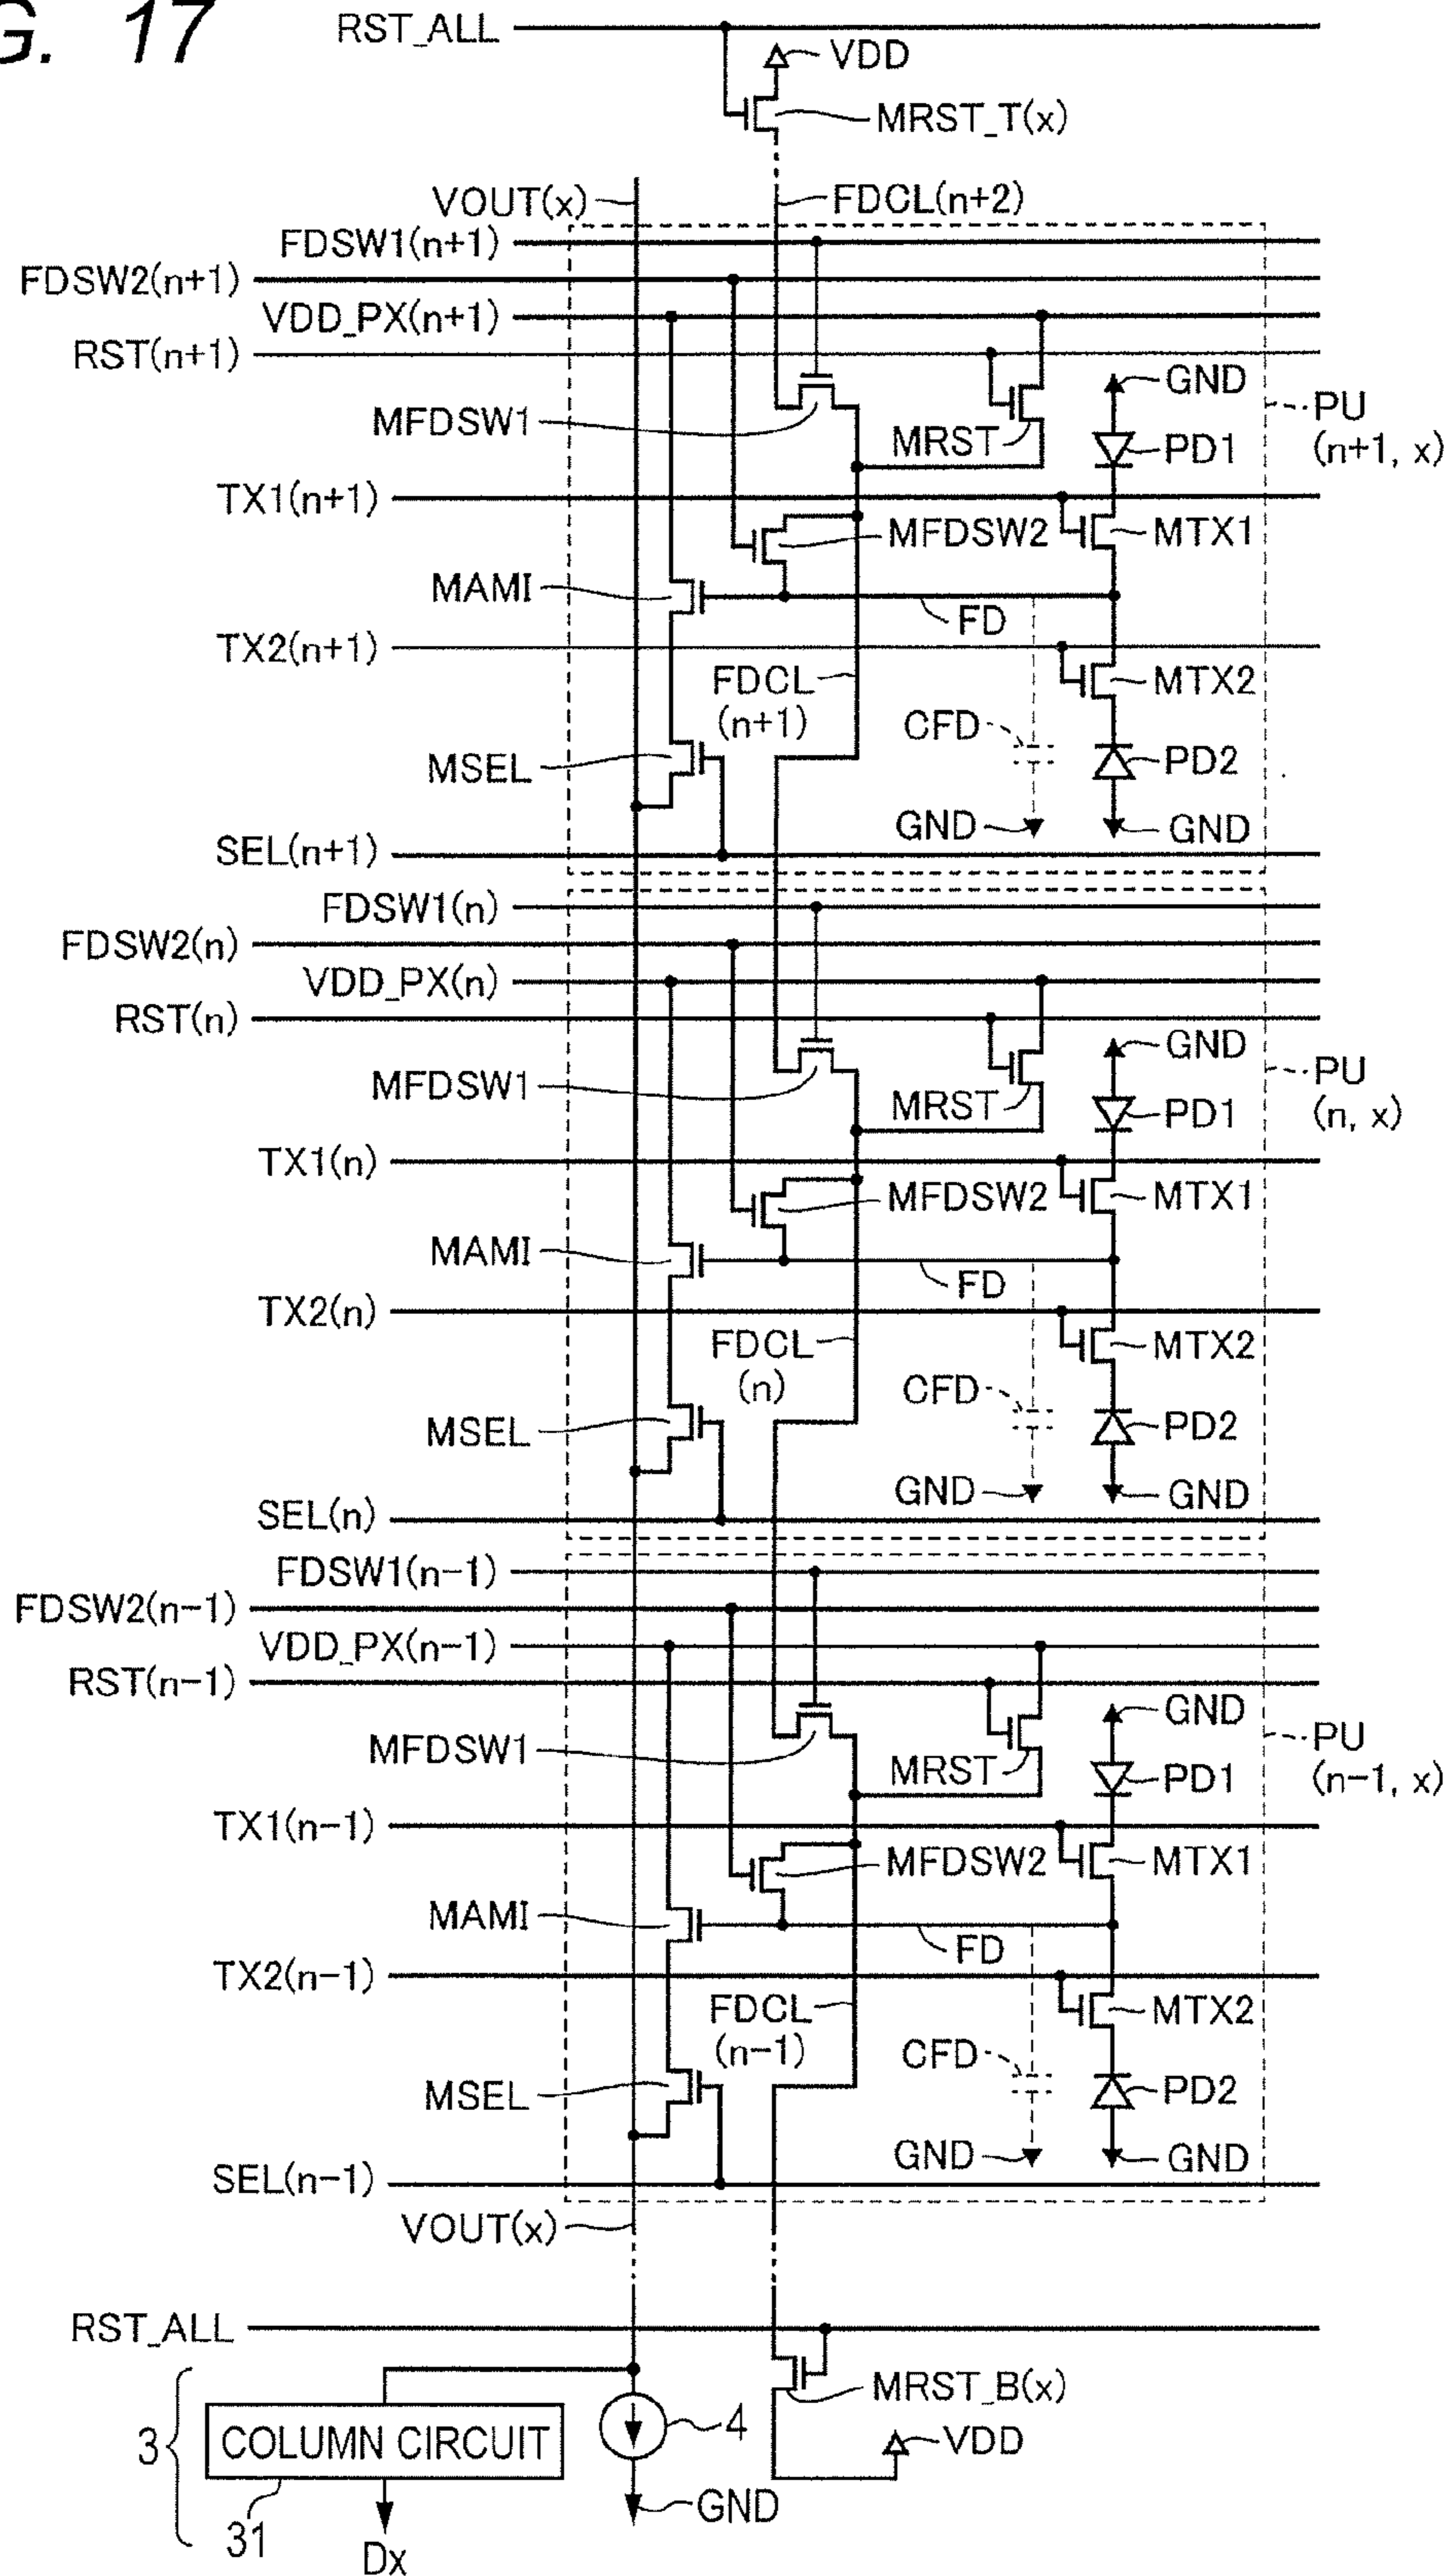 G. 17
RST_ALL
VDD
MRST_T(x)
VOUT(x)
FDCL(n+2)
FDSW1(n+1)
FDSW2(n+1)
VDD_PX(n+1)
RST(n+1)
GND
PU
(n+1, x)
MFDSW1
MRST
PD1
TX1(n+1)
MFDSW2
MTX1
MAMI
FD
TX2(n+1)
FDCL
(n+1)
MTX2
CFD
MSEL
PD2
GND
GND
SEL(n+1)
FDSW1(n)
FDSW2(n)
VDD_PX(n)
RST(n)
GND
PU
(n, x)
MFDSW1
MRST
PD1
TX1(n)
MFDSW2
MTX1
MAMI
FD
TX2(n)
FDCL
(n)
MTX2
CFD
MSEL
PD2
GND
GND
SEL(n)
FDSW1(n-1)
FDSW2(n-1)
VDD_PX(n-1)
RST(n-1)
GND
PU
(n-1, x)
MFDSW1
MRST
PD1
TX1(n-1)
MFDSW2
MTX1
MAMI
FD
TX2(n-1)
FDCL
(n-1)
MTX2
CFD
MSEL
PD2
GND
GND
SEL(n-1)
VOUT(x)
RST_ALL
MRST_B(x)
3
COLUMN CIRCUIT
4
VDD
31
GND
Dx